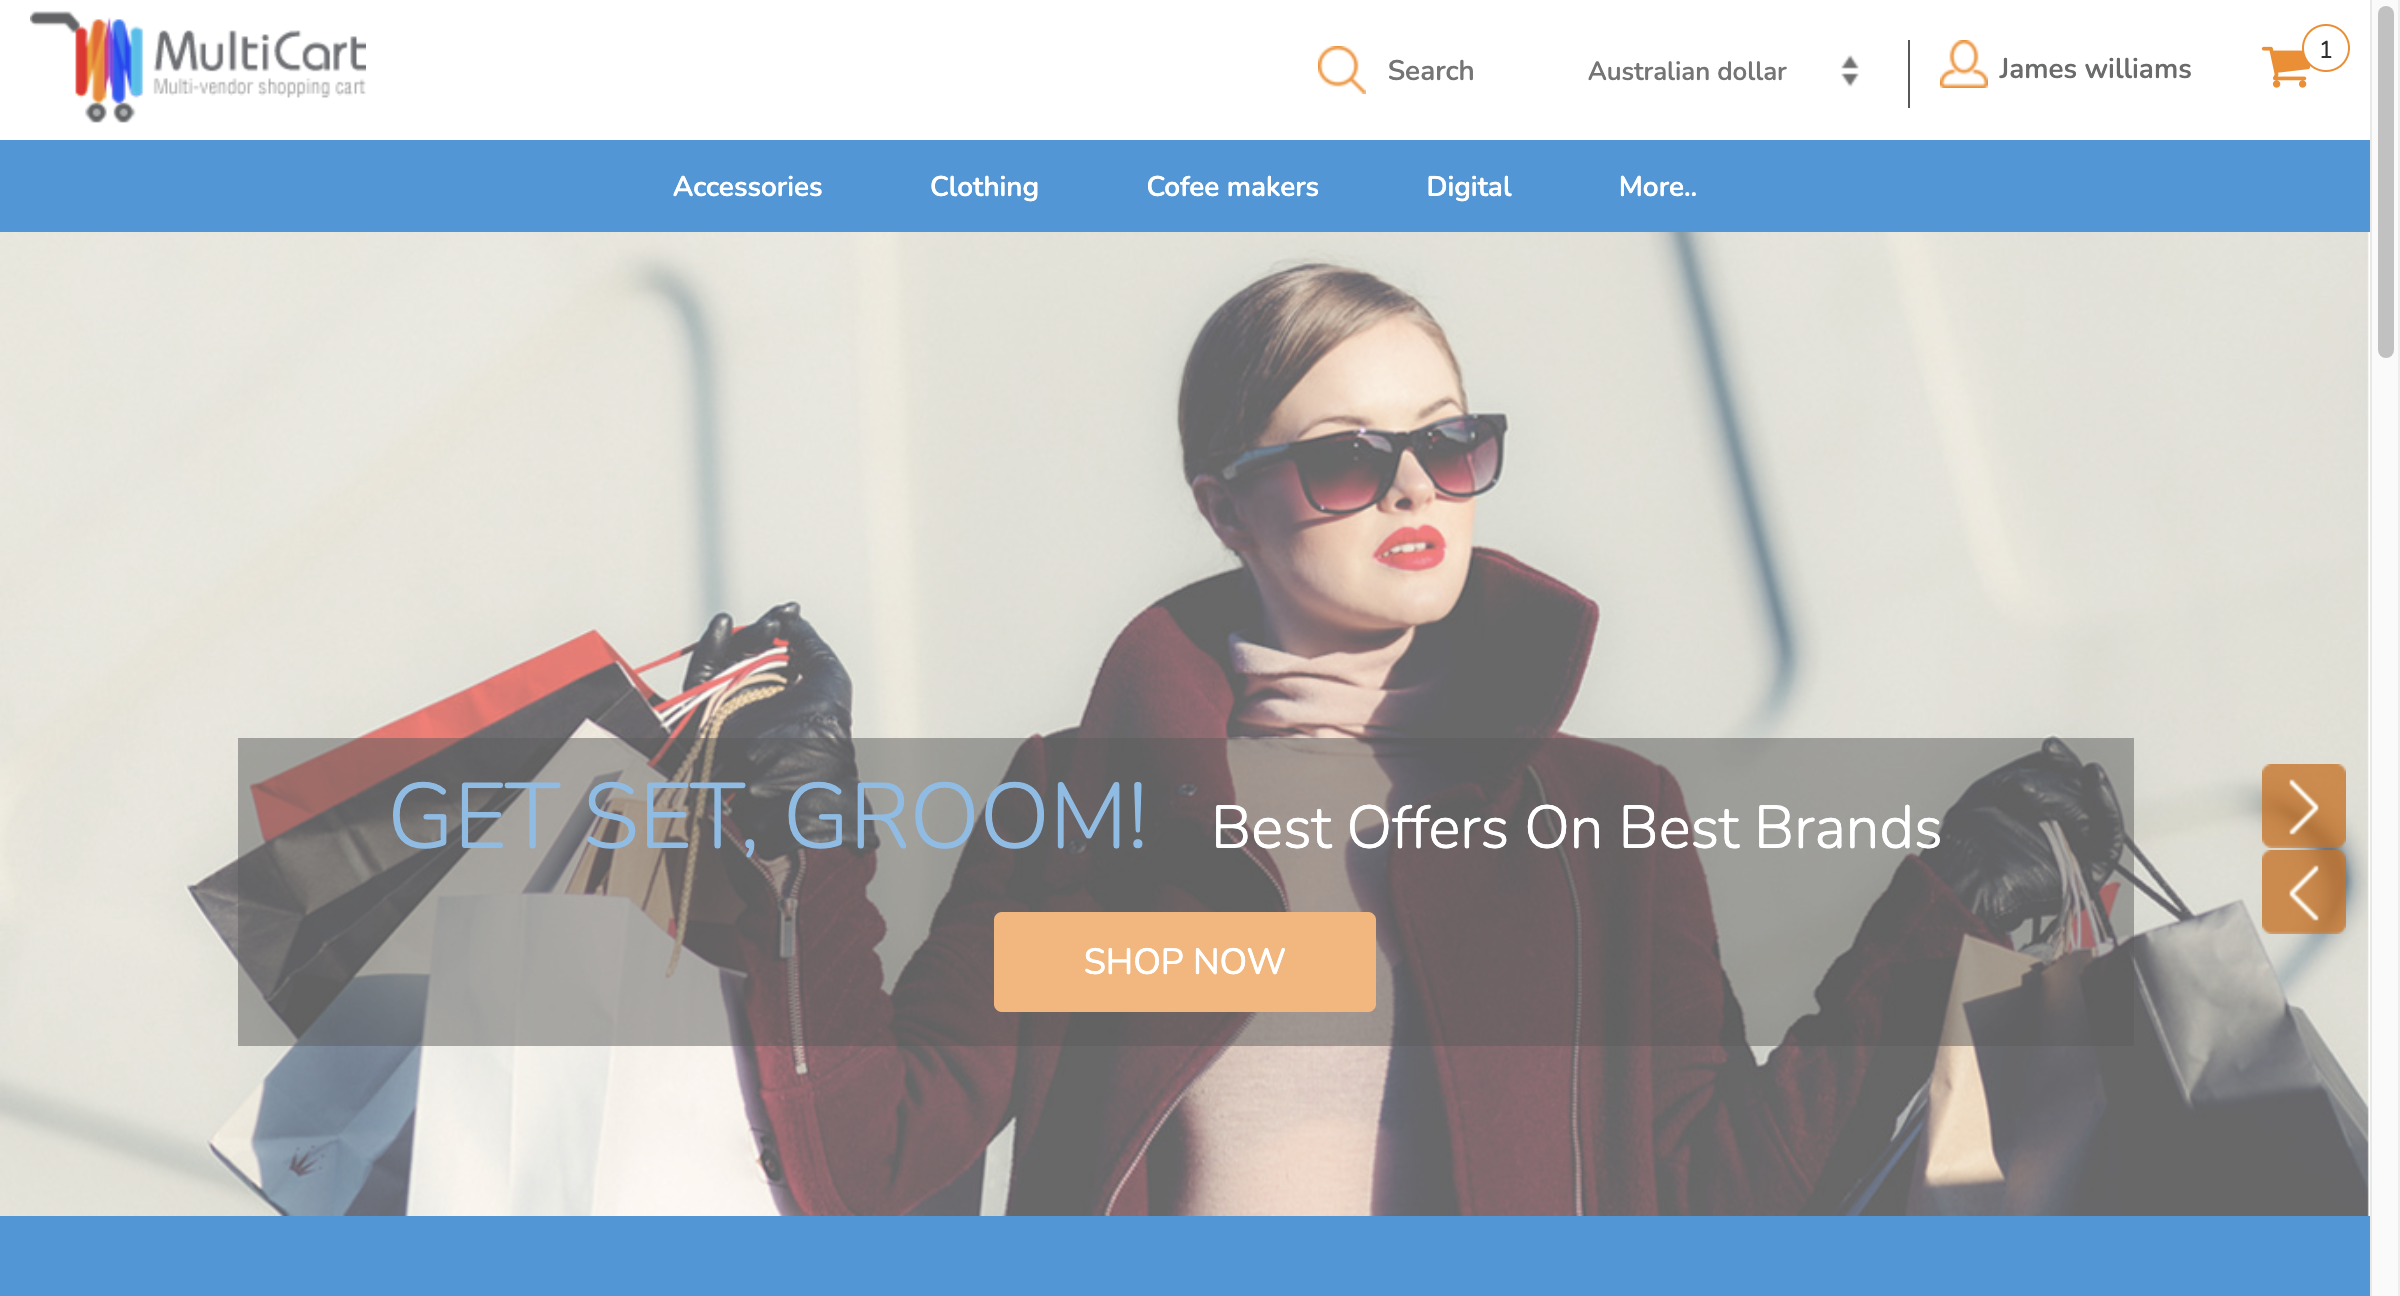 MultiCart
Multi-vendor shopping cart
Search
Australian dollar
James williams
1
Accessories
Clothing
Cofee makers
Digital
More..
GET SET, GROOM!
Best Offers On Best Brands
SHOP NOW